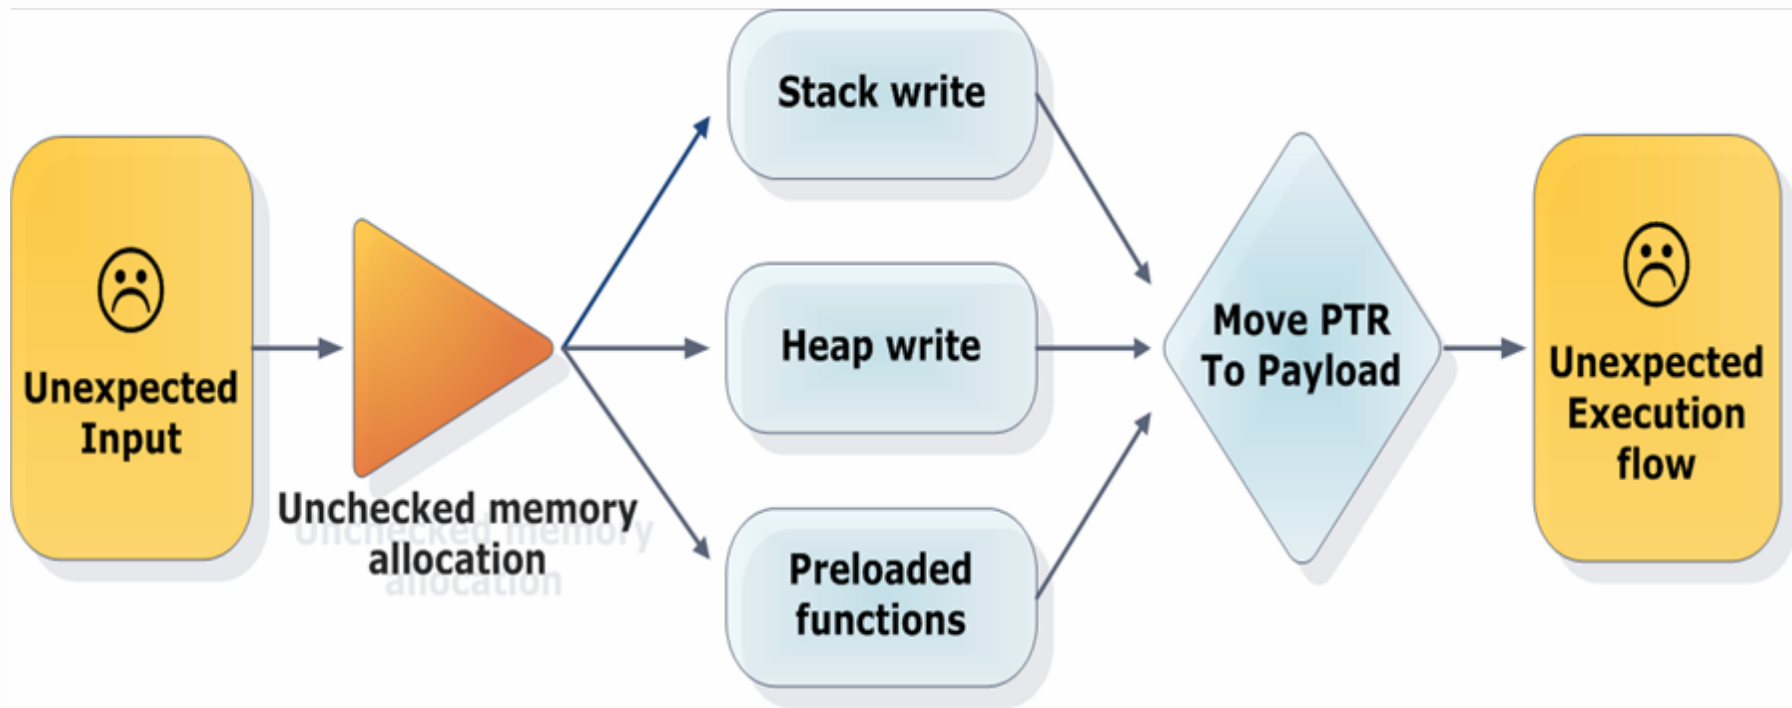 Unexpected
Input
Unchecked memory
allocation
Stack write
Heap write
Preloaded
functions
Move PTR
To Payload
Unexpected
Execution
flow